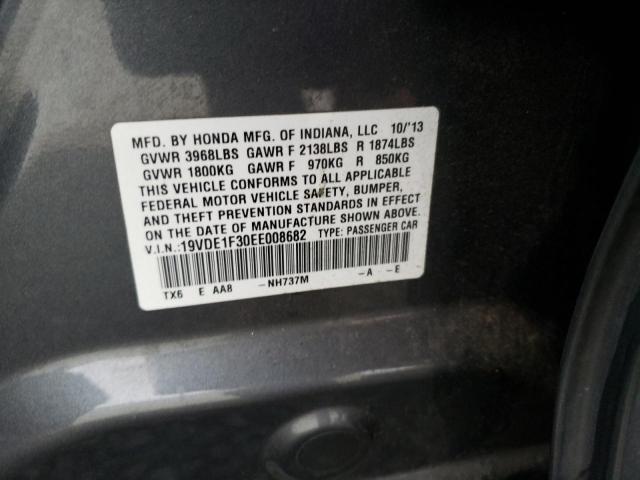 MFD. BY HONDA MFG. OF INDIANA, LLC 10/'13
GVWR 3968LBS GAWR F 2138LBS R 1874LBS
GVWR 1800KG GAWR F 970KG R 850KG
THIS VEHICLE CONFORMS TO ALL APPLICABLE
FEDERAL MOTOR VEHICLE SAFETY, BUMPER,
AND THEFT PREVENTION STANDARDS IN EFFECT
ON THE DATE OF MANUFACTURE SHOWN ABOVE.
V.I.N.:19VDE1F30EE008682 TYPE: PASSENGER CAR
TX6 E AA8 -NH737M -A -E